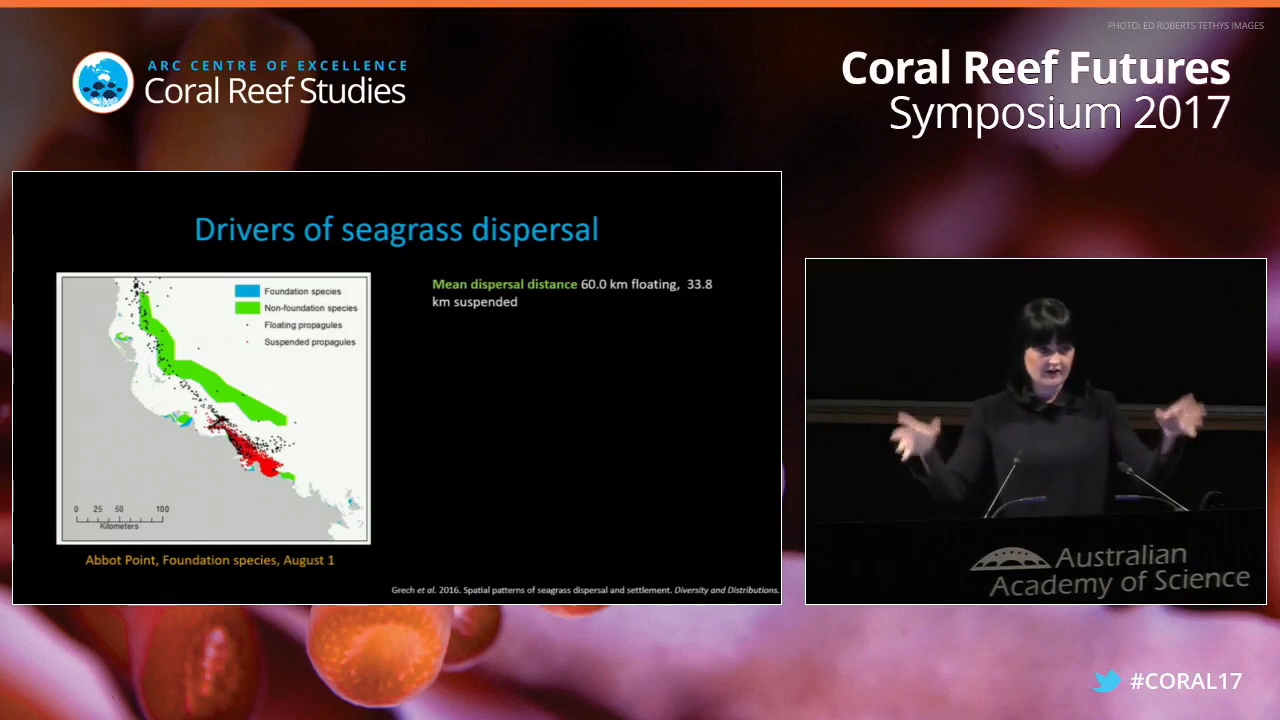 PHOTO: ED ROBERTS TETHYS IMAGES
ARC CENTRE OF EXCELLENCE
Coral Reef Studies
Coral Reef Futures
Symposium 2017
Drivers of seagrass dispersal
Foundation species
Non-foundation species
Floating propagules
Suspended propagules
0 25 50 100
Kilometers
Abbot Point, Foundation species, August 1
Mean dispersal distance 60.0 km floating, 33.8
km suspended
Grech et al. 2016. Spatial patterns of seagrass dispersal and settlement. Diversity and Distributions.
Australian
Academy of Science
#CORAL17